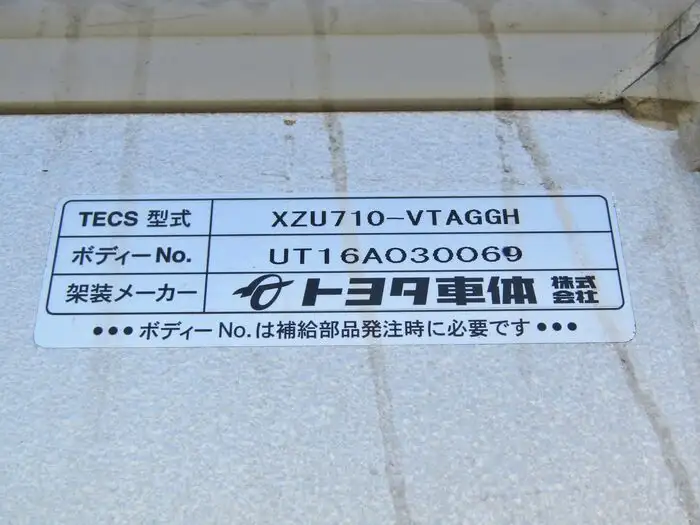 TECS 型式 XZU710-VTAGGH
ボディーNo. UT16A030069
架装メーカー トヨタ車体 株式会社
•••ボディーNo.は補給部品発注時に必要です•••